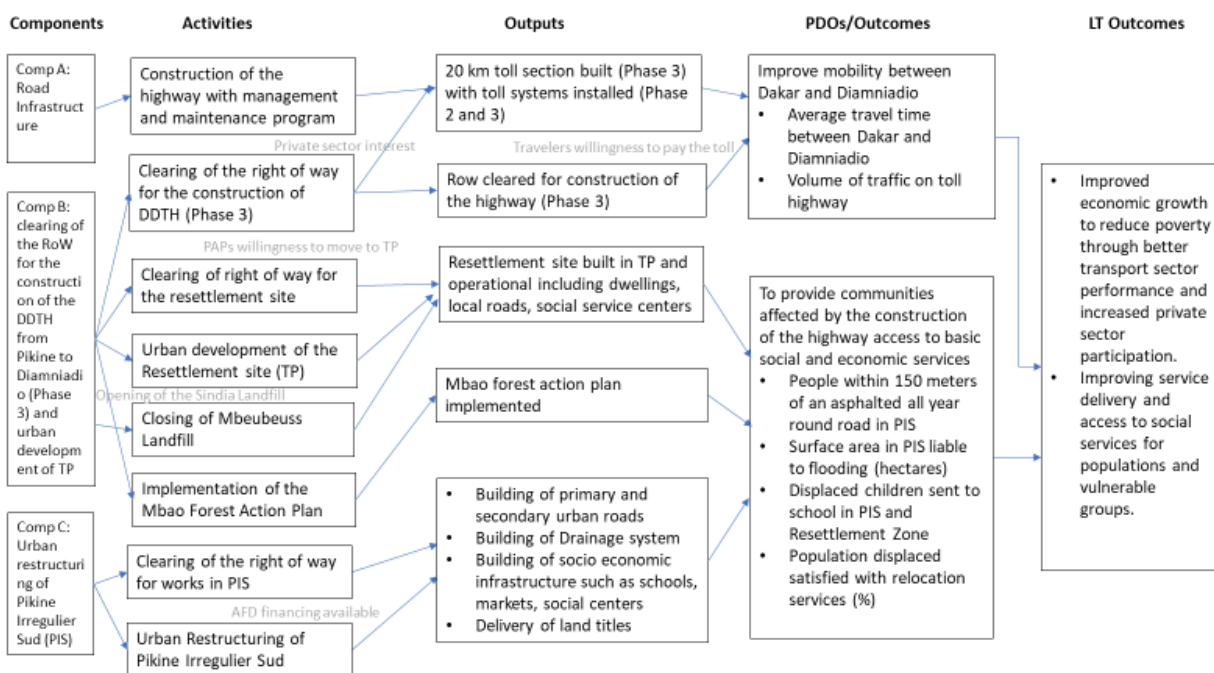 Components
Activities
Outputs
PDOs/Outcomes
LT Outcomes
Comp A:
Road
Infrastruct
ure
Comp B:
clearing of
the RoW
for the
constructi
on of the
DDTH
from
Pikine to
Diamniadi
o (Phase
3) and
urban
developm
ent of TP
Comp C:
Urban
restructuri
ng of
Pikine
Irregulier
Sud (PIS)
Construction of the
highway with management
and maintenance program
Private sector interest
Clearing of the right of way
for the construction of
DDTH (Phase 3)
PAPs willingness to move to TP
Clearing of right of way for
the resettlement site
Urban development of the
Resettlement site (TP)
Opening of the Sindia Landfill
Closing of Mbeubeuss
Landfill
Implementation of the
Mbao Forest Action Plan
Clearing of the right of way
for works in PIS
AFD financing available
Urban Restructuring of
Pikine Irregulier Sud
20 km toll section built (Phase 3)
with toll systems installed (Phase
2 and 3)
Travelers willingness to pay the toll
Row cleared for construction of
the highway (Phase 3)
Resettlement site built in TP and
operational including dwellings,
local roads, social service centers
Mbao forest action plan
implemented
• Building of primary and
secondary urban roads
• Building of Drainage system
• Building of socio economic
infrastructure such as schools,
markets, social centers
• Delivery of land titles
Improve mobility between
Dakar and Diamniadio
• Average travel time
between Dakar and
Diamniadio
• Volume of traffic on toll
highway
To provide communities
affected by the construction
of the highway access to basic
social and economic services
• People within 150 meters
of an asphalted all year
round road in PIS
• Surface area in PIS liable
to flooding (hectares)
• Displaced children sent to
school in PIS and
Resettlement Zone
• Population displaced
satisfied with relocation
services (%)
• Improved
economic growth
to reduce poverty
through better
transport sector
performance and
increased private
sector
participation.
• Improving service
delivery and
access to social
services for
populations and
vulnerable
groups.